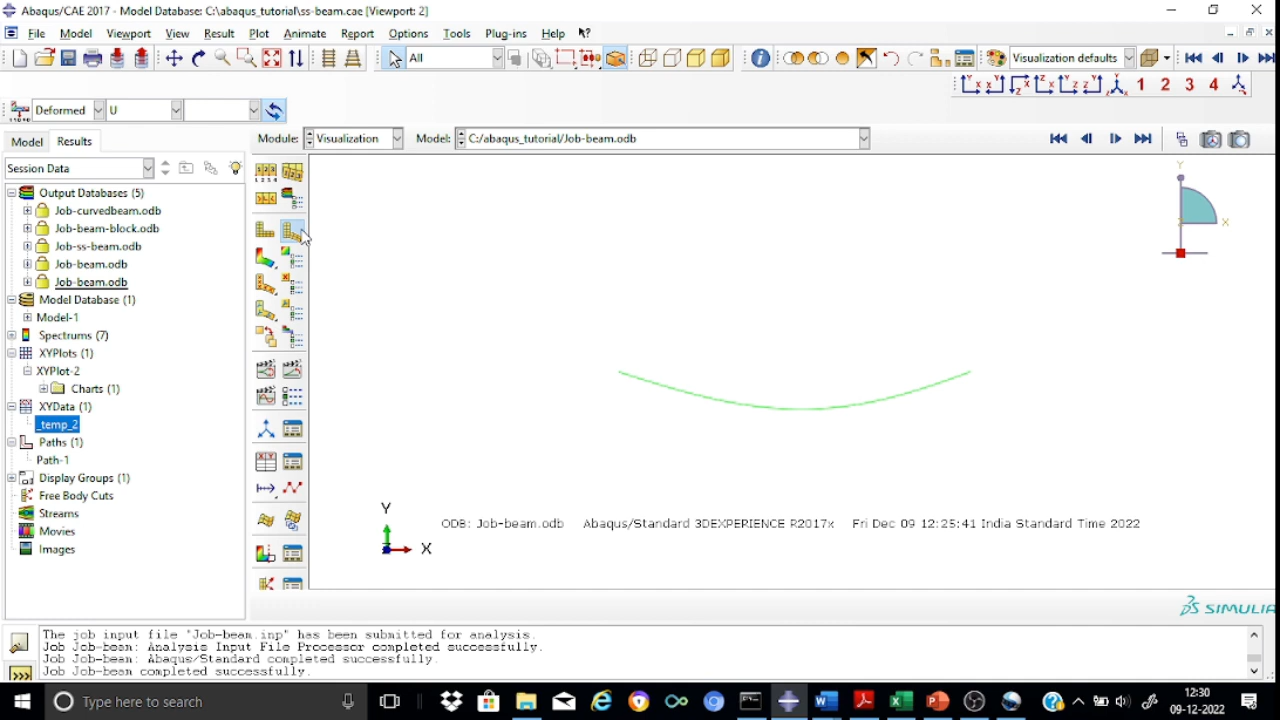 Abaqus/CAE 2017 - Model Database: C:\abaqus_tutorial\ss-beam.cae [Viewport: 2]
File Model Viewport View Result Plot Animate Report Options Tools Plug-ins Help
All
Visualization defaults
1 2 3 4
Deformed U
Model Results
Module: Visualization Model: C:/abaqus_tutorial/Job-beam.odb
Session Data
Output Databases (5)
Job-curvedbeam.odb
Job-beam-block.odb
Job-ss-beam.odb
Job-beam.odb
Job-beam.odb
Model Database (1)
Model-1
Spectrums (7)
XYPlots (1)
XYPlot-2
Charts (1)
XYData (1)
_temp_2
Paths (1)
Path-1
Display Groups (1)
Free Body Cuts
Streams
Movies
Images
Y
X
Y
X
ODB: Job-beam.odb Abaqus/Standard 3DEXPERIENCE R2017x Fri Dec 09 12:25:41 India Standard Time 2022
SIMULIA
The job input file "Job-beam.inp" has been submitted for analysis.
Job Job-beam: Analysis Input File Processor completed successfully.
Job Job-beam: Abaqus/Standard completed successfully.
Job Job-beam completed successfully.
>>>
Type here to search
12:30
09-12-2022